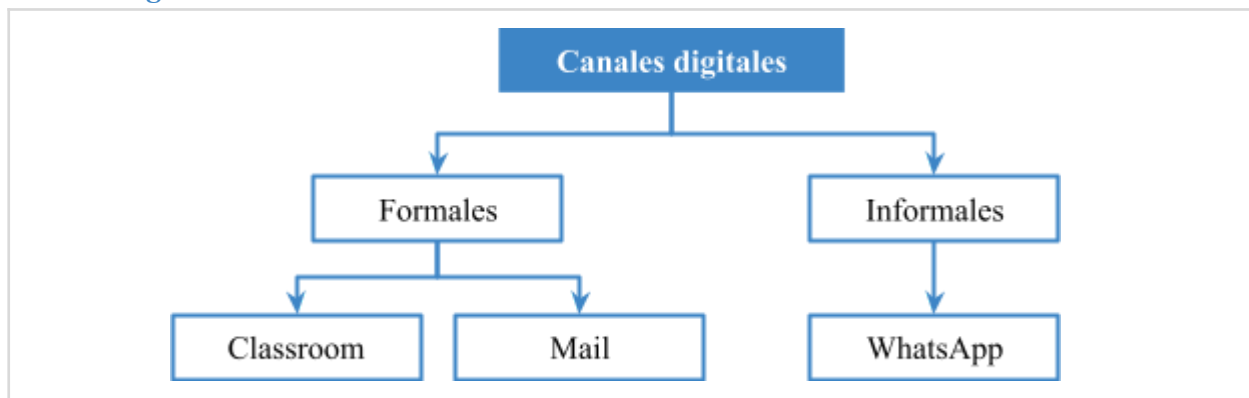 Canales digitales
Formales
Informales
Classroom
Mail
WhatsApp